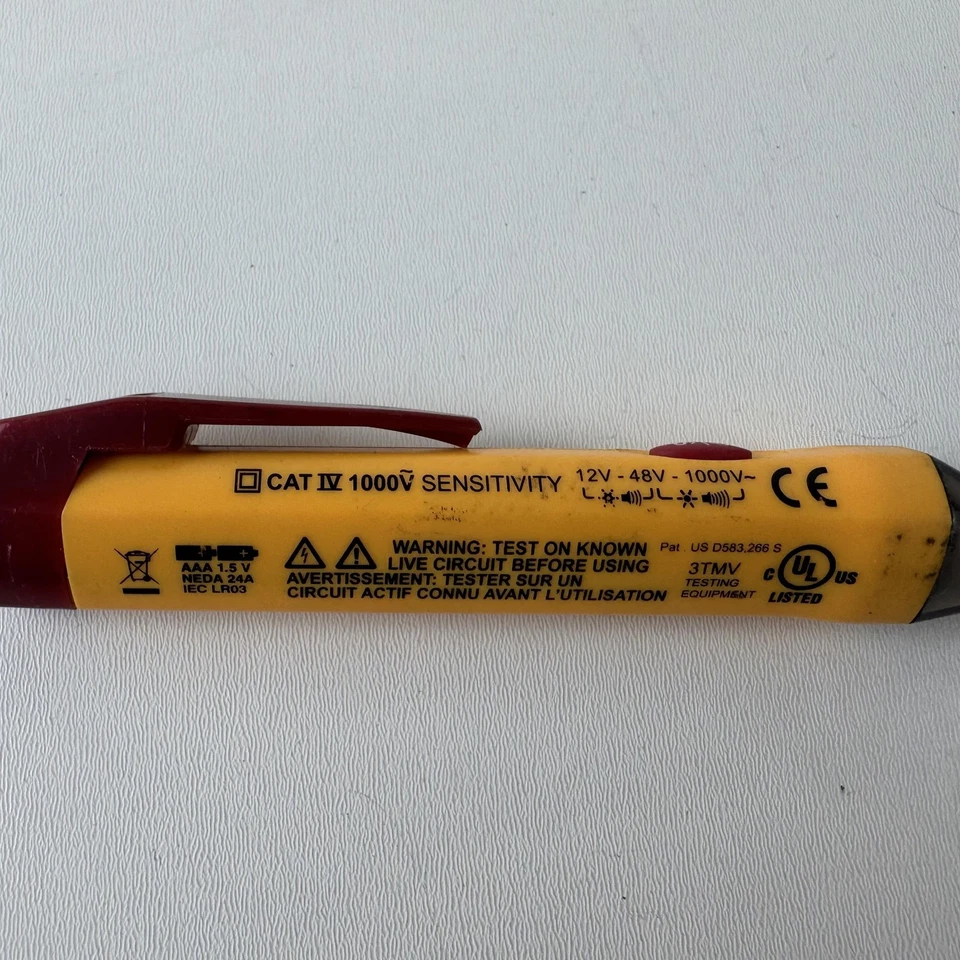 CAT IV 1000V~ SENSITIVITY 12V - 48V - 1000V~
CE
AAA 1.5 V
NEDA 24A
IEC LR03
WARNING: TEST ON KNOWN
LIVE CIRCUIT BEFORE USING
AVERTISSEMENT: TESTER SUR UN
CIRCUIT ACTIF CONNU AVANT L'UTILISATION
Pat. US D583,266 S
3TMV
TESTING
EQUIPMENT
C UL US
LISTED